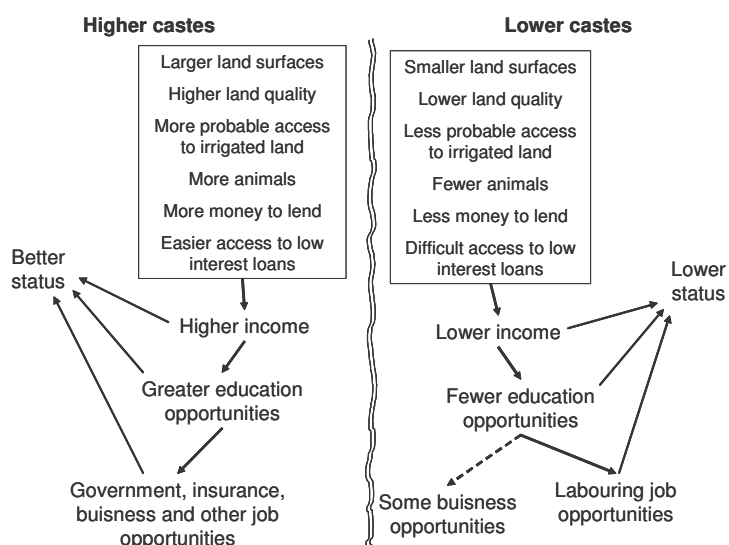 Higher castes
Larger land surfaces
Higher land quality
More probable access
to irrigated land
More animals
More money to lend
Easier access to low
interest loans
Better
status
Higher income
Greater education
opportunities
Government, insurance,
buisness and other job
opportunities
Lower castes
Smaller land surfaces
Lower land quality
Less probable access
to irrigated land
Fewer animals
Less money to lend
Difficult access to low
interest loans
Lower
status
Lower income
Fewer education
opportunities
Some buisness
opportunities
Labouring job
opportunities